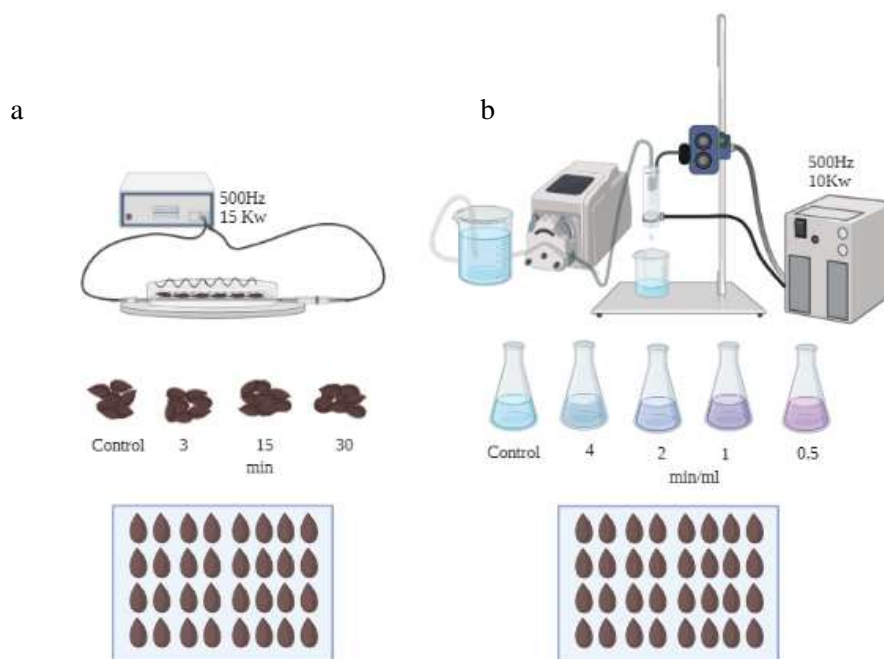 a
500Hz
15 Kw
Control 3 15 30
min
b
500Hz
10Kw
Control 4 2 1 0.5
min/ml